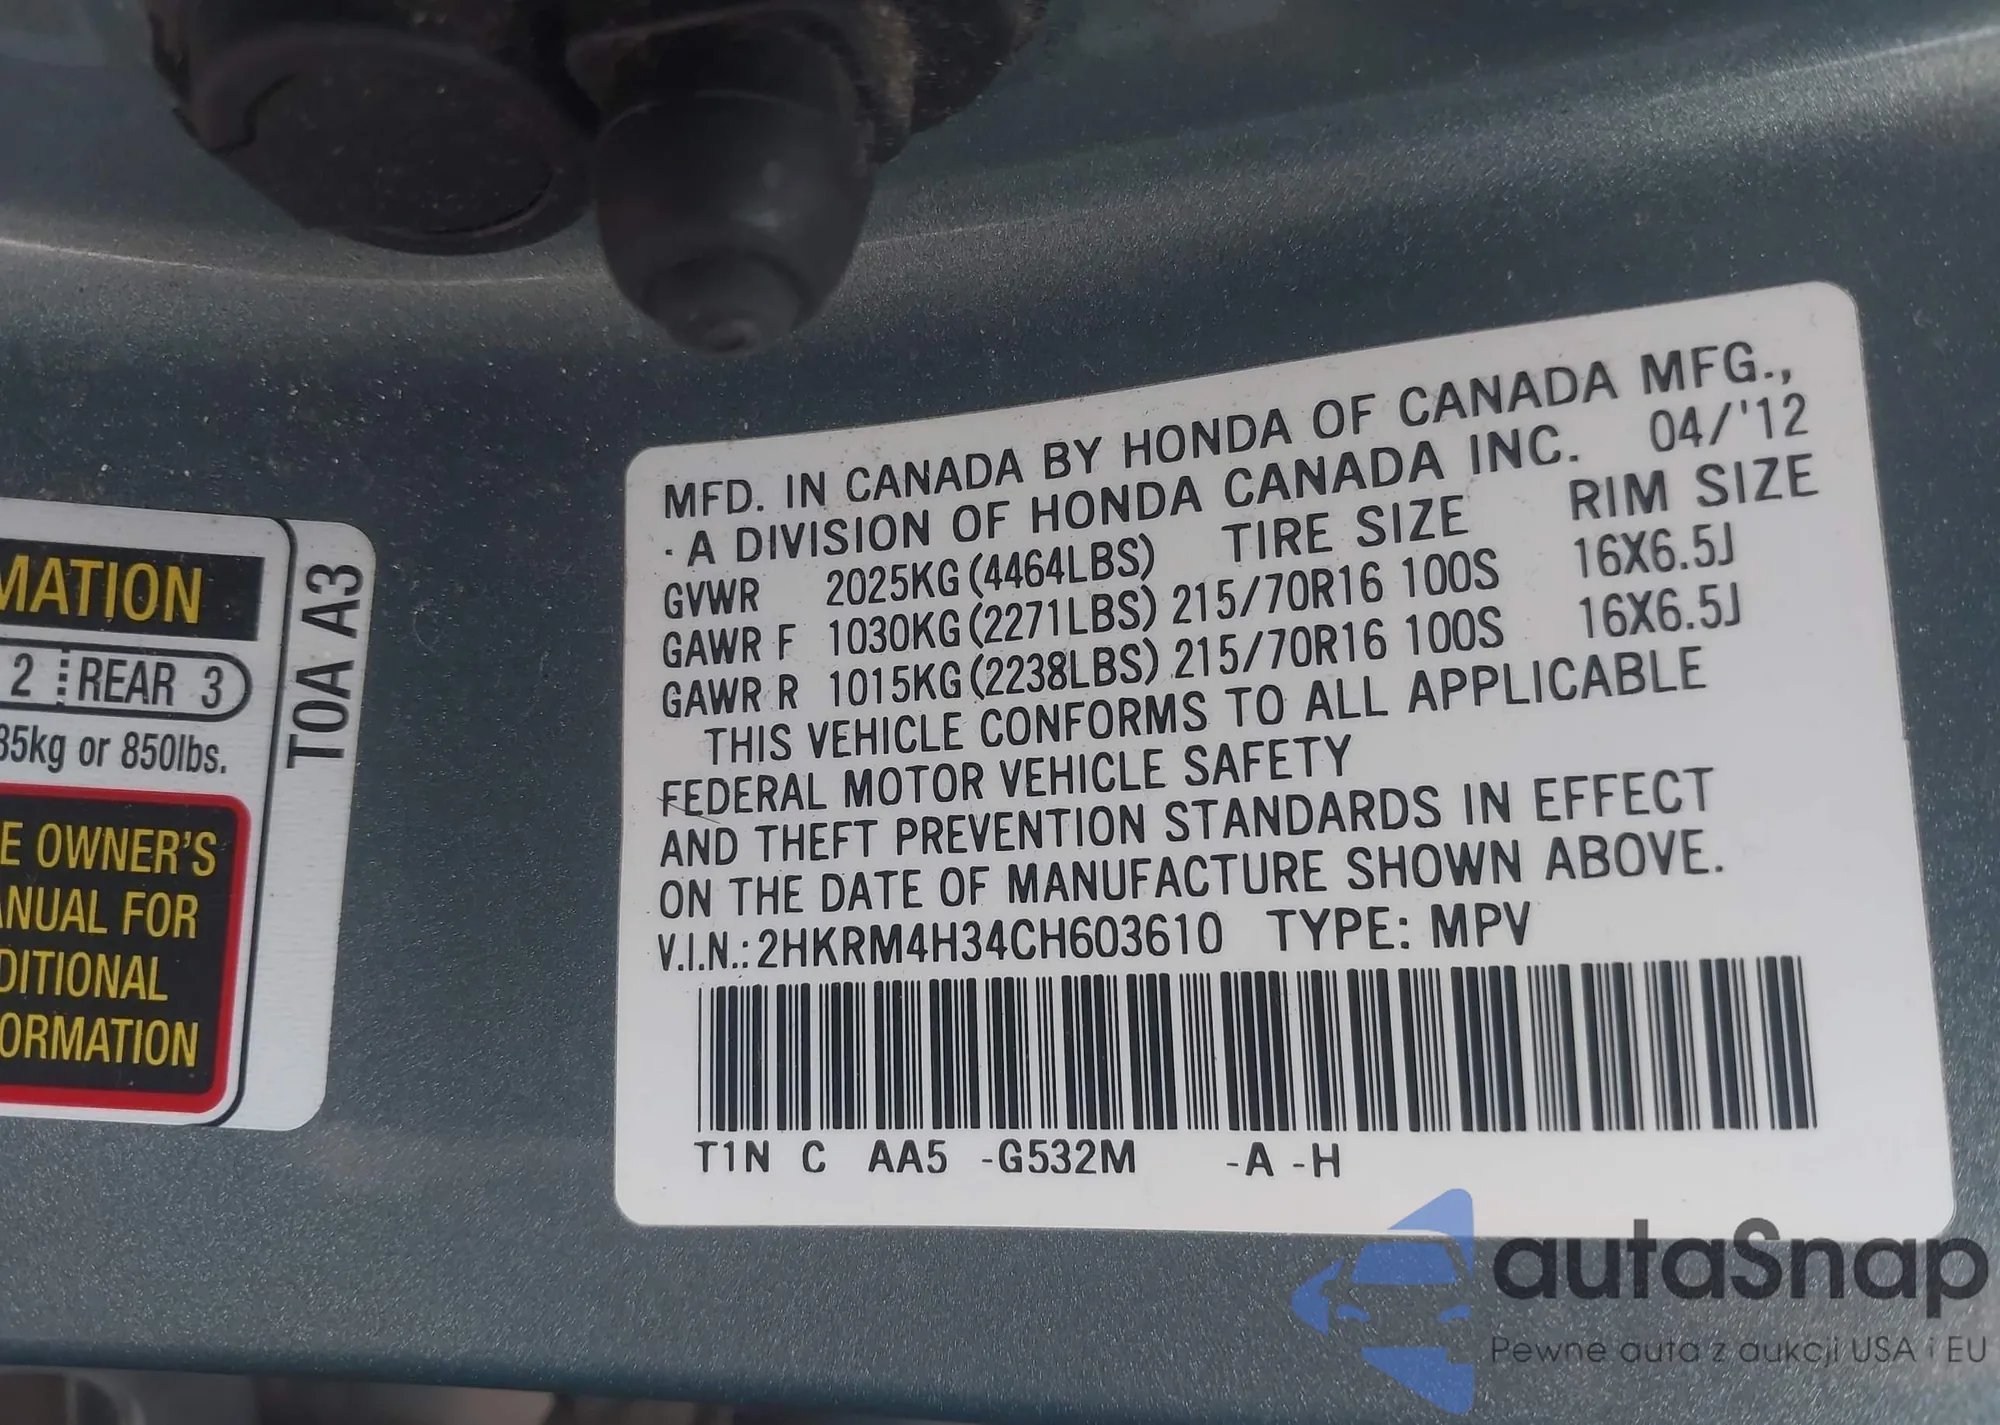 MATION
2 REAR 3
35kg or 850lbs.
E OWNER'S
ANUAL FOR
DITIONAL
FORMATION
T0A A3
MFD. IN CANADA BY HONDA OF CANADA MFG.,
· A DIVISION OF HONDA CANADA INC. 04/'12
GVWR 2025KG (4464LBS) TIRE SIZE RIM SIZE
GAWR F 1030KG (2271LBS) 215/70R16 100S 16X6.5J
GAWR R 1015KG (2238LBS) 215/70R16 100S 16X6.5J
THIS VEHICLE CONFORMS TO ALL APPLICABLE
FEDERAL MOTOR VEHICLE SAFETY
AND THEFT PREVENTION STANDARDS IN EFFECT
ON THE DATE OF MANUFACTURE SHOWN ABOVE.
V.I.N.: 2HKRM4H34CH603610 TYPE: MPV
T1N C AA5 -G532M -A -H
autaSnap
Pewne auta z aukcji USA i EU